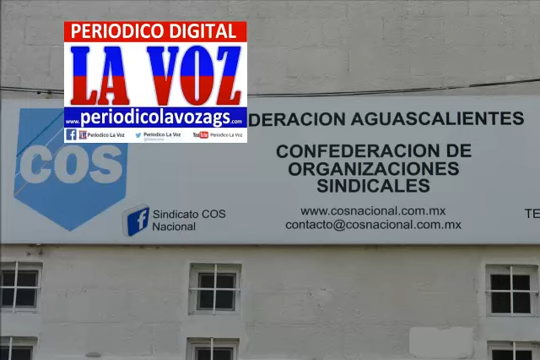 PERIODICO DIGITAL
LA VOZ
www.periodicolavozags.com
Periodico La Voz
Periodico La Voz
Periodico La Voz
DERACION AGUASCALIENTES
COS
CONFEDERACION DE
ORGANIZACIONES
SINDICALES
Sindicato COS
Nacional
www.cosnacional.com.mx
contacto@cosnacional.com.mx
TE